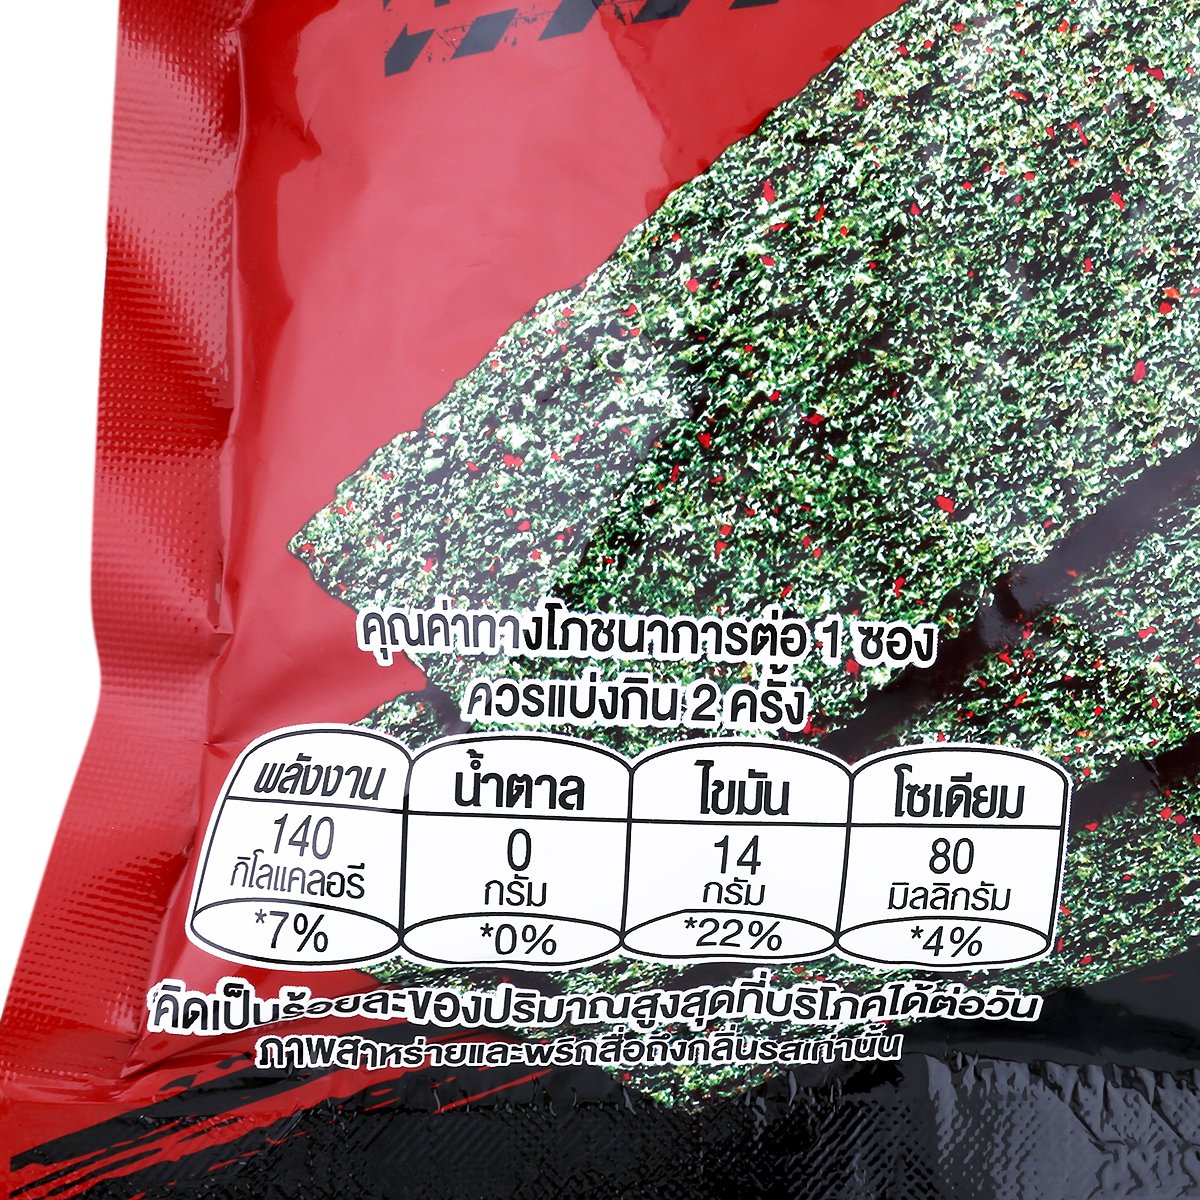 คุณค่าทางโภชนาการต่อ 1 ซอง
ควรแบ่งกิน 2 ครั้ง
พลังงาน น้ำตาล ไขมัน โซเดียม
140 0 14 80
กิโลแคลอรี กรัม กรัม มิลลิกรัม
*7% *0% *22% *4%
*คิดเป็นร้อยละของปริมาณสูงสุดที่บริโภคได้ต่อวัน
ภาพสาหร่ายและพริกสื่อถึงกลิ่นรสเท่านั้น